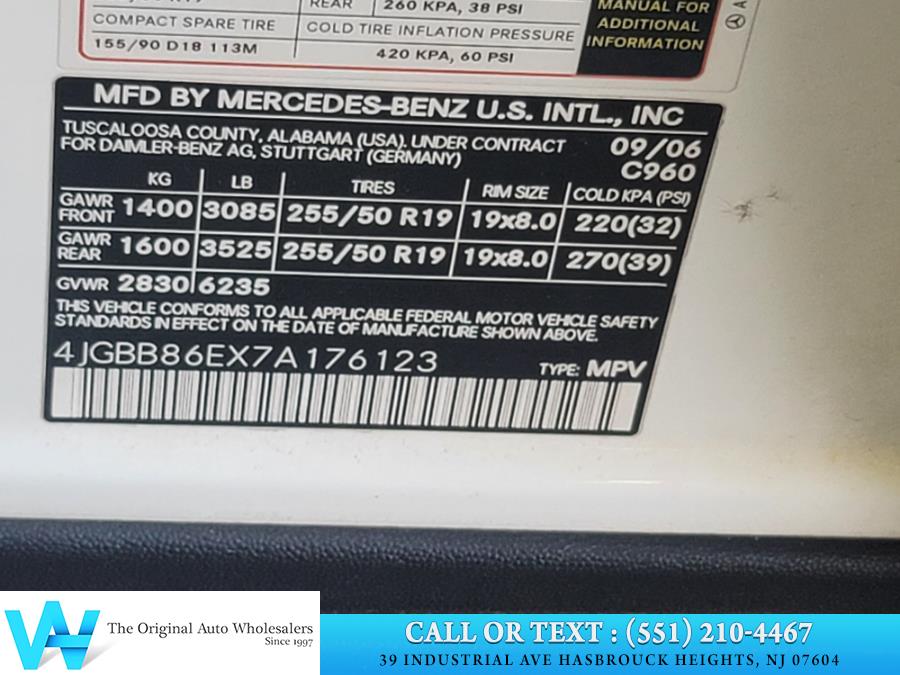 REAR 260 KPA, 38 PSI
COMPACT SPARE TIRE COLD TIRE INFLATION PRESSURE
155/90 D18 113M 420 KPA, 60 PSI
MANUAL FOR
ADDITIONAL
INFORMATION
MFD BY MERCEDES-BENZ U.S. INTL., INC
TUSCALOOSA COUNTY, ALABAMA (USA). UNDER CONTRACT
FOR DAIMLER-BENZ AG, STUTTGART (GERMANY)
09/06
C960
KG LB TIRES RIM SIZE COLD KPA (PSI)
GAWR
FRONT 1400 3085 255/50 R19 19x8.0 220(32)
GAWR
REAR 1600 3525 255/50 R19 19x8.0 270(39)
GVWR 2830 6235
THIS VEHICLE CONFORMS TO ALL APPLICABLE FEDERAL MOTOR VEHICLE SAFETY
STANDARDS IN EFFECT ON THE DATE OF MANUFACTURE SHOWN ABOVE.
4JGBB86EX7A176123 TYPE: MPV
The Original Auto Wholesalers
Since 1997
CALL OR TEXT : (551) 210-4467
39 INDUSTRIAL AVE HASBROUCK HEIGHTS, NJ 07604